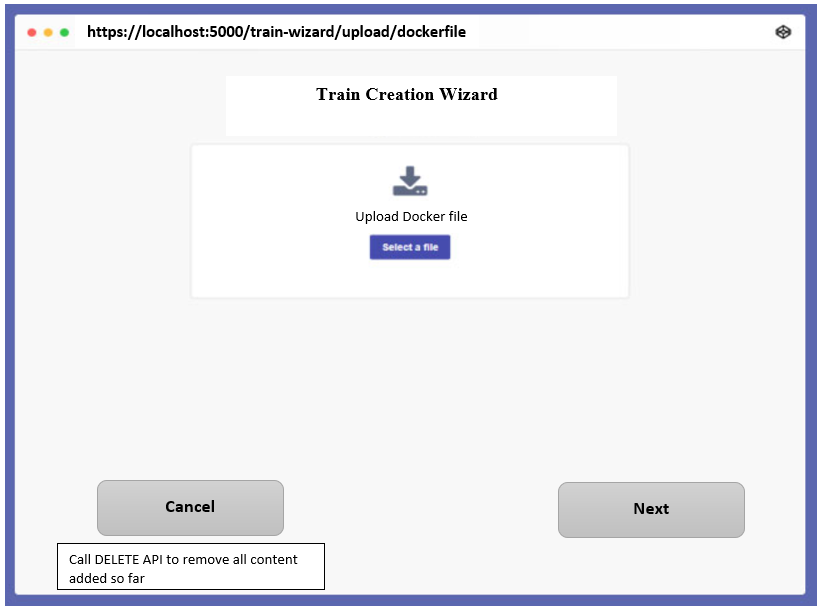 https://localhost:5000/train-wizard/upload/dockerfile
Train Creation Wizard
Upload Docker file
Select a file
Cancel
Next
Call DELETE API to remove all content
added so far